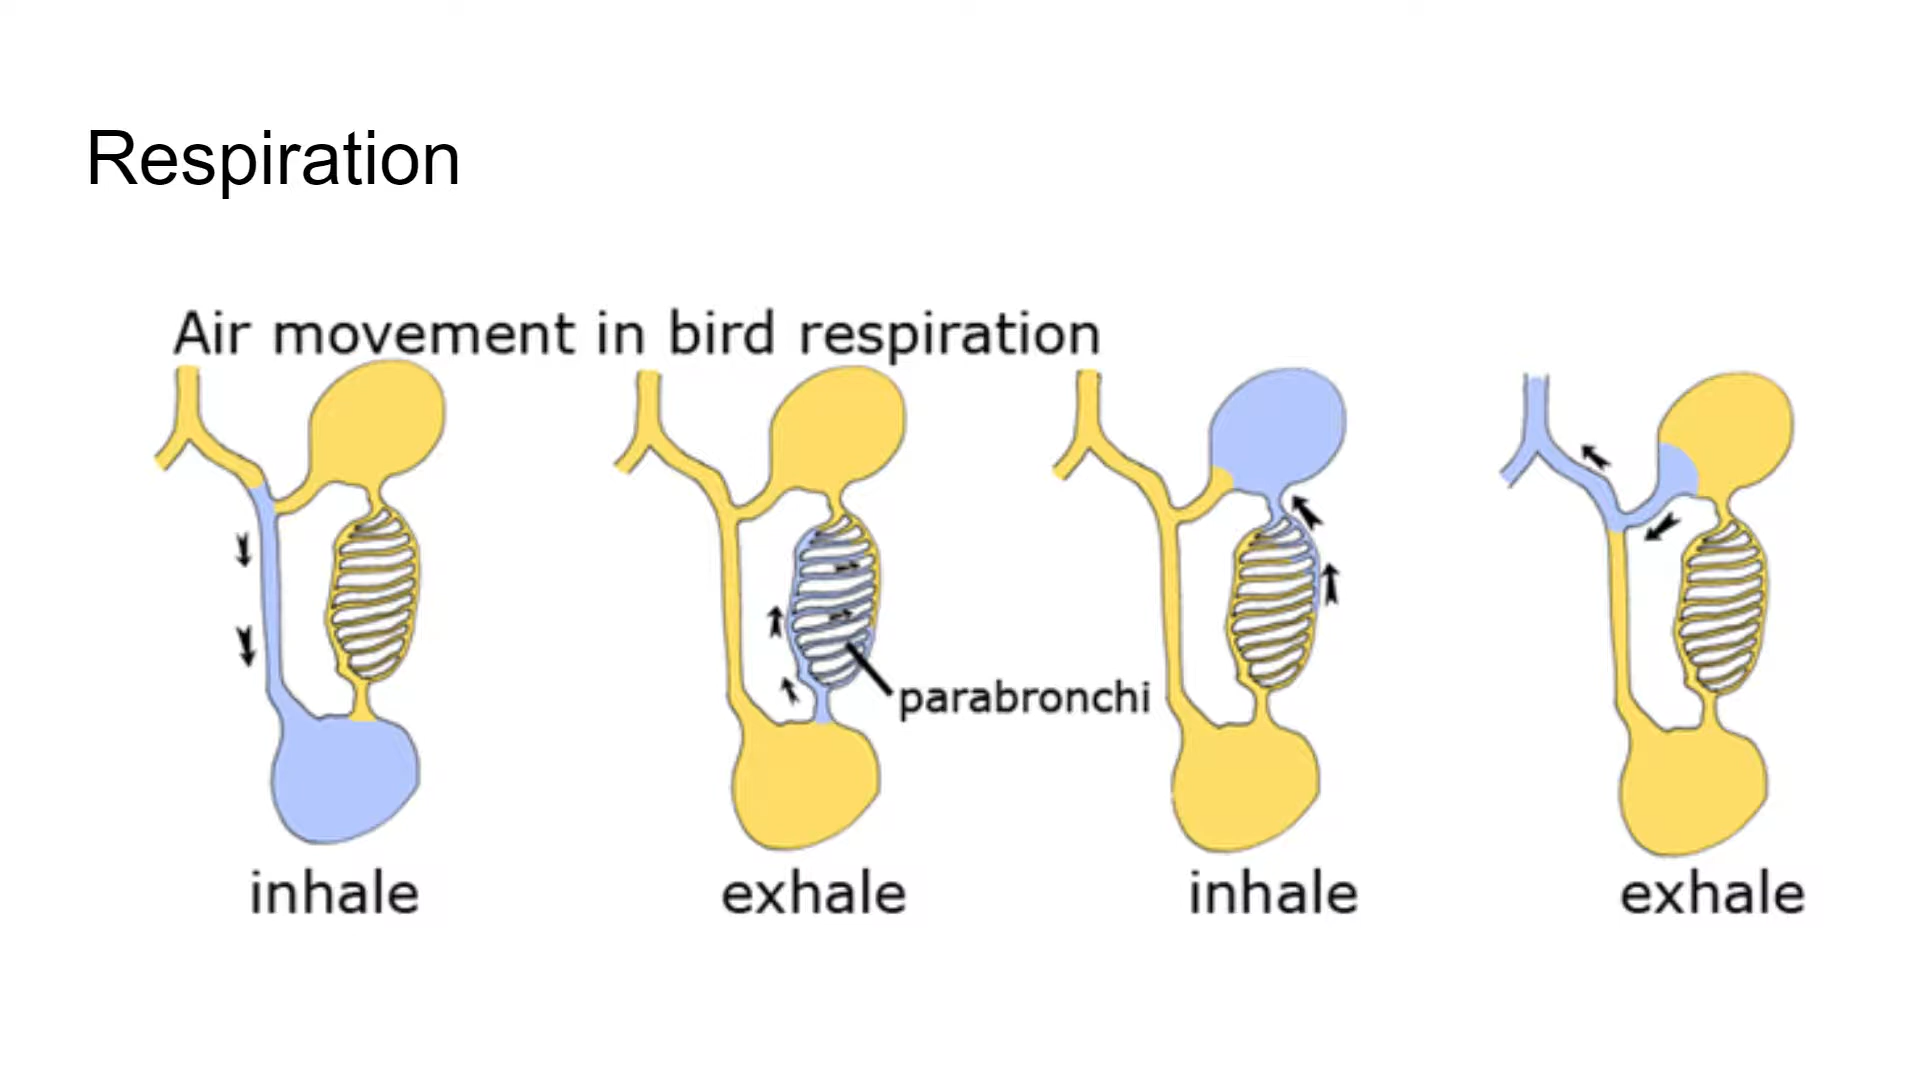 Respiration
Air movement in bird respiration
parabronchi
inhale
exhale
inhale
exhale